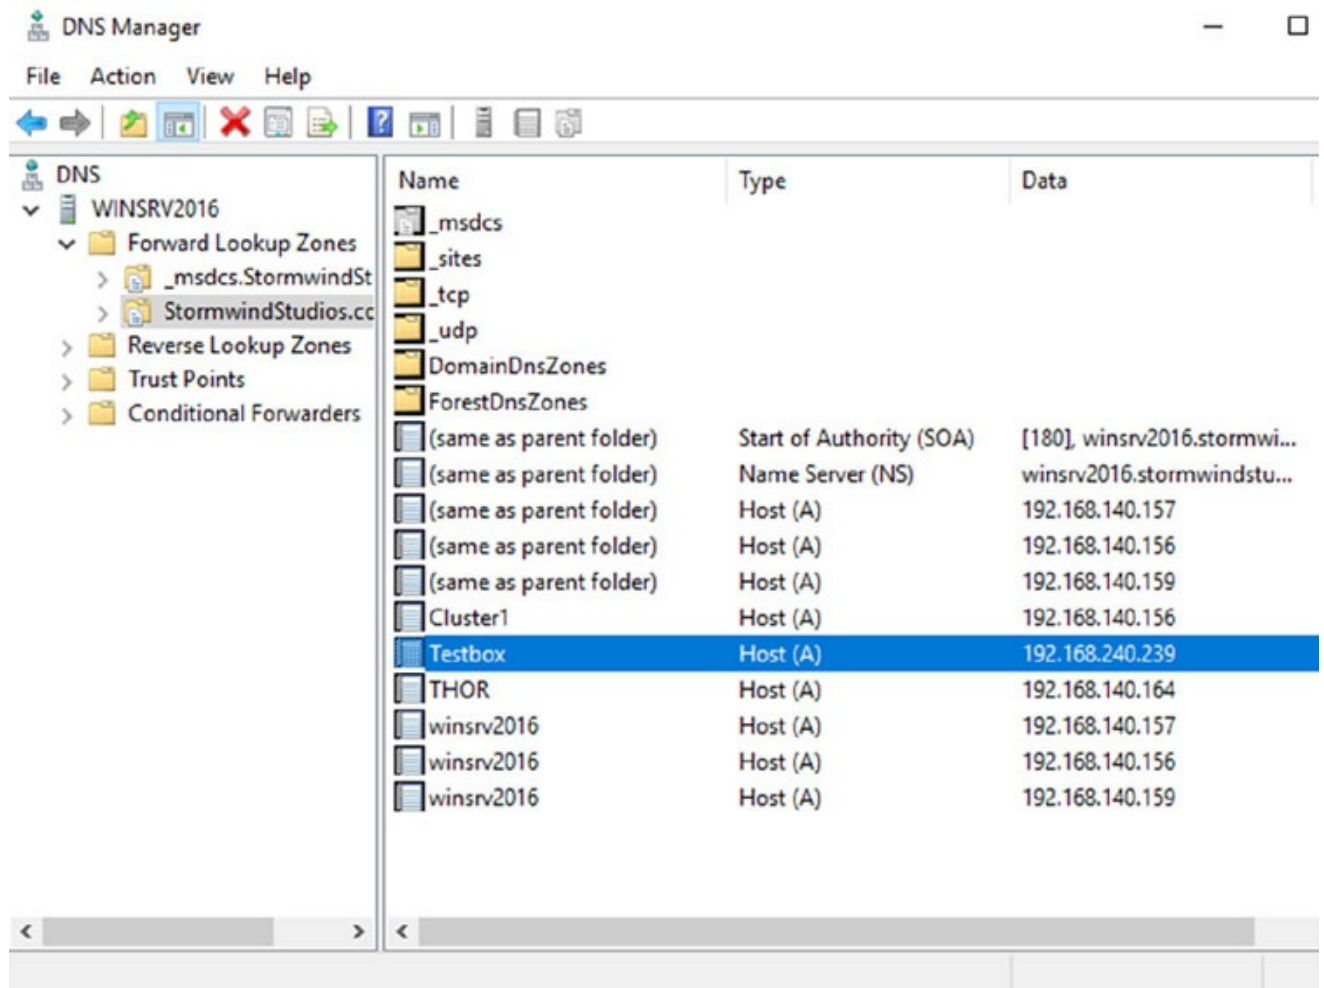 DNS Manager
File Action View Help
DNS
WINSRV2016
Forward Lookup Zones
_msdcs.StormwindSt
StormwindStudios.cc
Reverse Lookup Zones
Trust Points
Conditional Forwarders
Name Type Data
_msdcs
_sites
_tcp
_udp
DomainDnsZones
ForestDnsZones
(same as parent folder) Start of Authority (SOA) [180], winsrv2016.stormwi...
(same as parent folder) Name Server (NS) winsrv2016.stormwindstu...
(same as parent folder) Host (A) 192.168.140.157
(same as parent folder) Host (A) 192.168.140.156
(same as parent folder) Host (A) 192.168.140.159
Cluster1 Host (A) 192.168.140.156
Testbox Host (A) 192.168.240.239
THOR Host (A) 192.168.140.164
winsrv2016 Host (A) 192.168.140.157
winsrv2016 Host (A) 192.168.140.156
winsrv2016 Host (A) 192.168.140.159